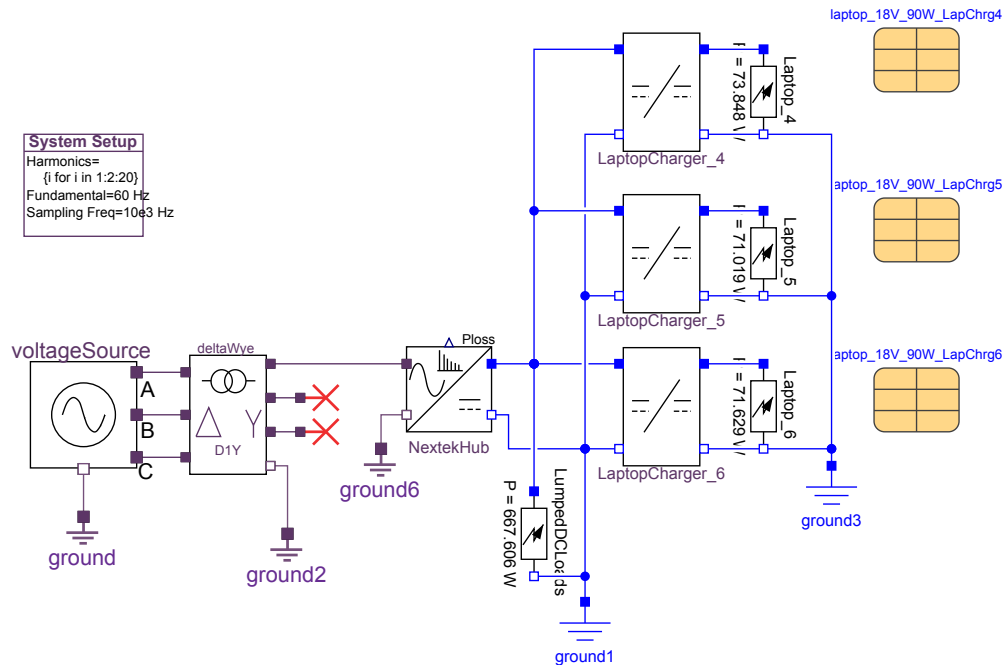 laptop_18V_90W_LapChrg4
Laptop_4
P = 73.848 W
LaptopCharger_4
System Setup
Harmonics=
{i for i in 1:2:20}
Fundamental=60 Hz
Sampling Freq=10e3 Hz
laptop_18V_90W_LapChrg5
Laptop_5
P = 71.019 W
LaptopCharger_5
voltageSource
A
B
C
deltaWye
D1Y
Ploss
NextekHub
laptop_18V_90W_LapChrg6
Laptop_6
P = 71.629 W
LaptopCharger_6
ground
ground2
ground6
LumpedDCLoads
P = 667.606 W
ground3
ground1